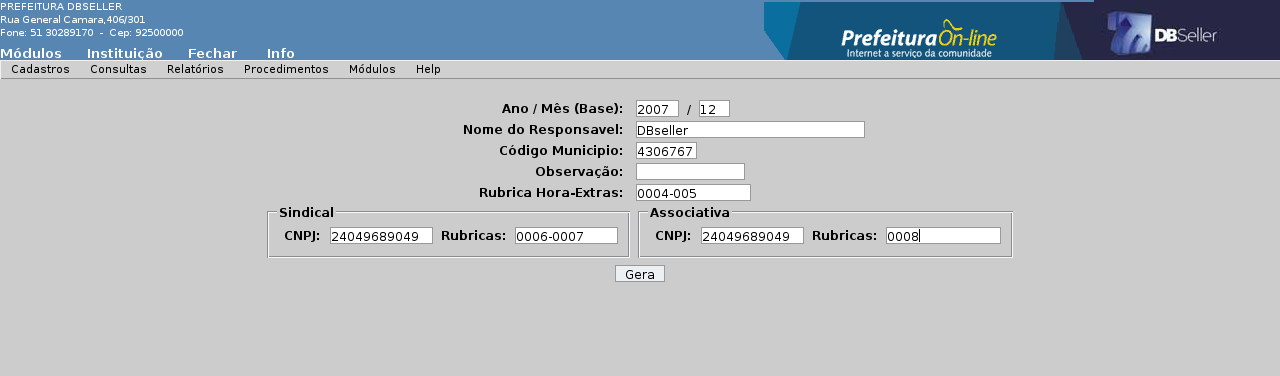 PREFEITURA DBSELLER
Rua General Camara,406/301
Fone: 51 30289170 - Cep: 92500000
Módulos Instituição Fechar Info
Prefeitura On-line
Internet a serviço da comunidade
DBSeller
Cadastros Consultas Relatórios Procedimentos Módulos Help
Ano / Mês (Base): 2007 / 12
Nome do Responsavel: DBseller
Código Municipio: 4306767
Observação:
Rubrica Hora-Extras: 0004-005
Sindical
CNPJ: 24049689049 Rubricas: 0006-0007
Associativa
CNPJ: 24049689049 Rubricas: 0008
Gera